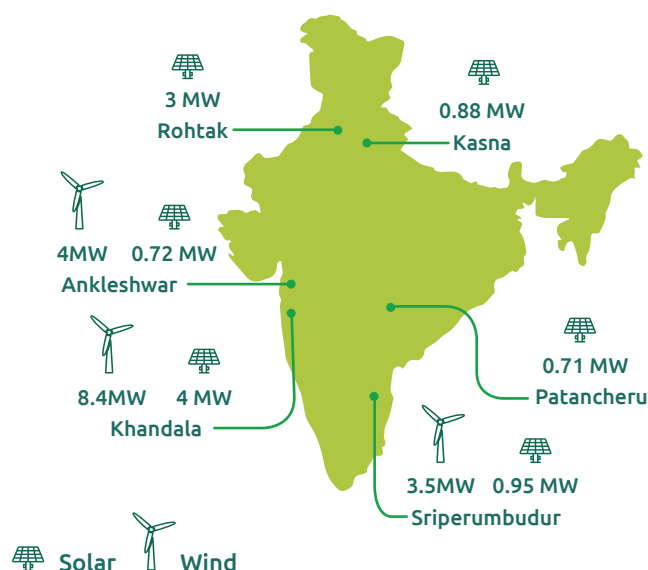 3 MW
Rohtak
0.88 MW
Kasna
4MW 0.72 MW
Ankleshwar
8.4MW 4 MW
Khandala
0.71 MW
Patancheru
3.5MW 0.95 MW
Sriperumbudur
Solar Wind